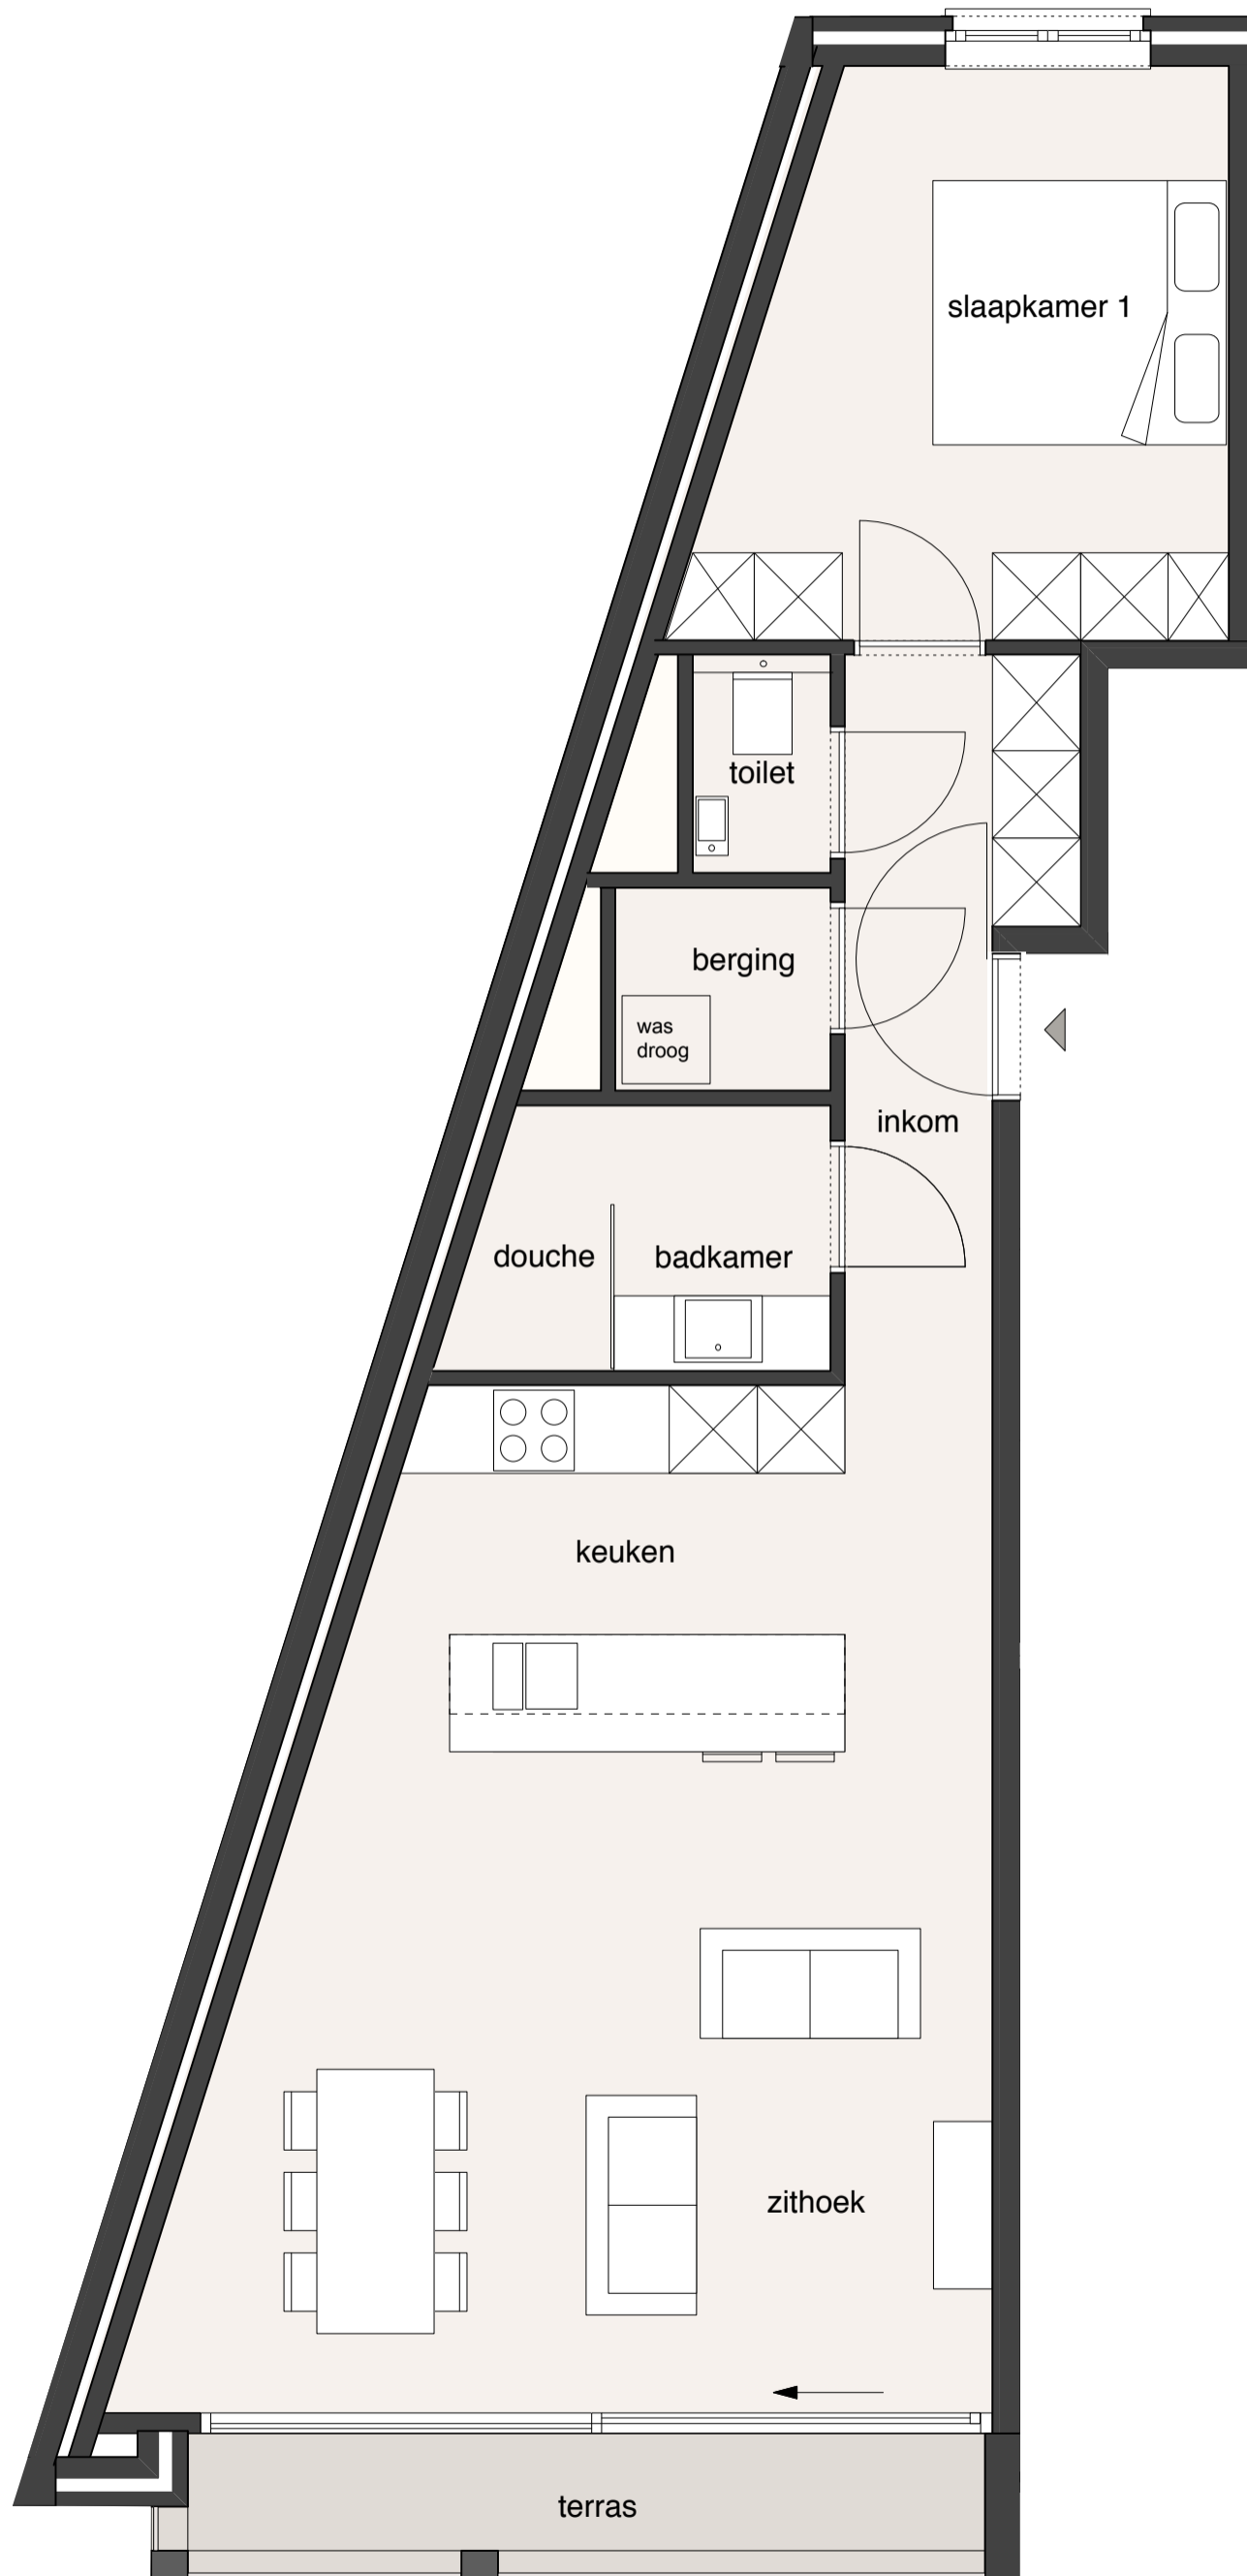 slaapkamer 1
toilet
berging
was
droog
inkom
douche
badkamer
keuken
zithoek
terras